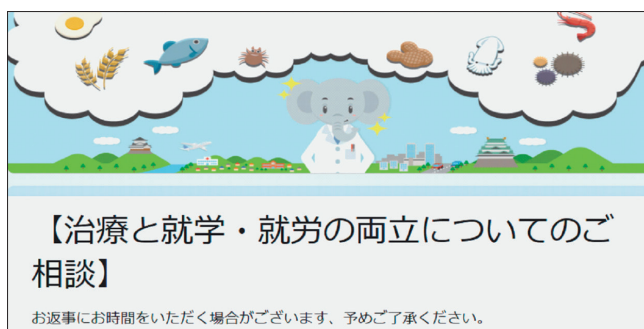 【治療と就学・就労の両立についてのご
相談】
お返事にお時間をいただく場合がございます、予めご了承ください。